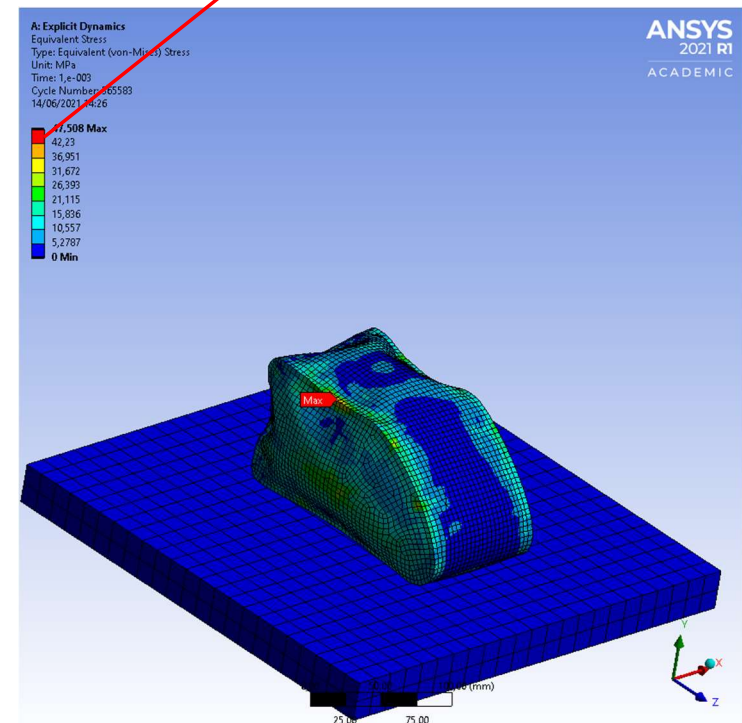 A: Explicit Dynamics
Equivalent Stress
Type: Equivalent (von-Mises) Stress
Unit: MPa
Time: 1,e-003
Cycle Number:
14/06/2021 14:26
47,508 Max
42,23
36,951
31,672
26,393
21,115
15,836
10,557
5,2787
0 Min
ANSYS
2021 R1
ACADEMIC
Max
Y
X
Z
(mm)
25,00 75,00